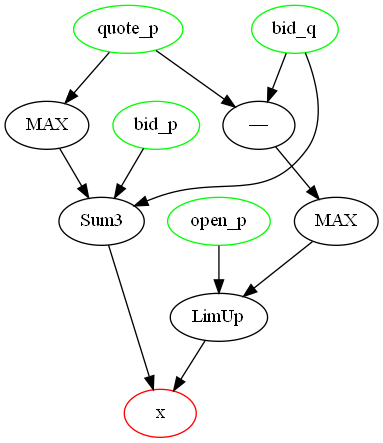 quote_p
bid_q
MAX
bid_p
—
Sum3
open_p
MAX
LimUp
x